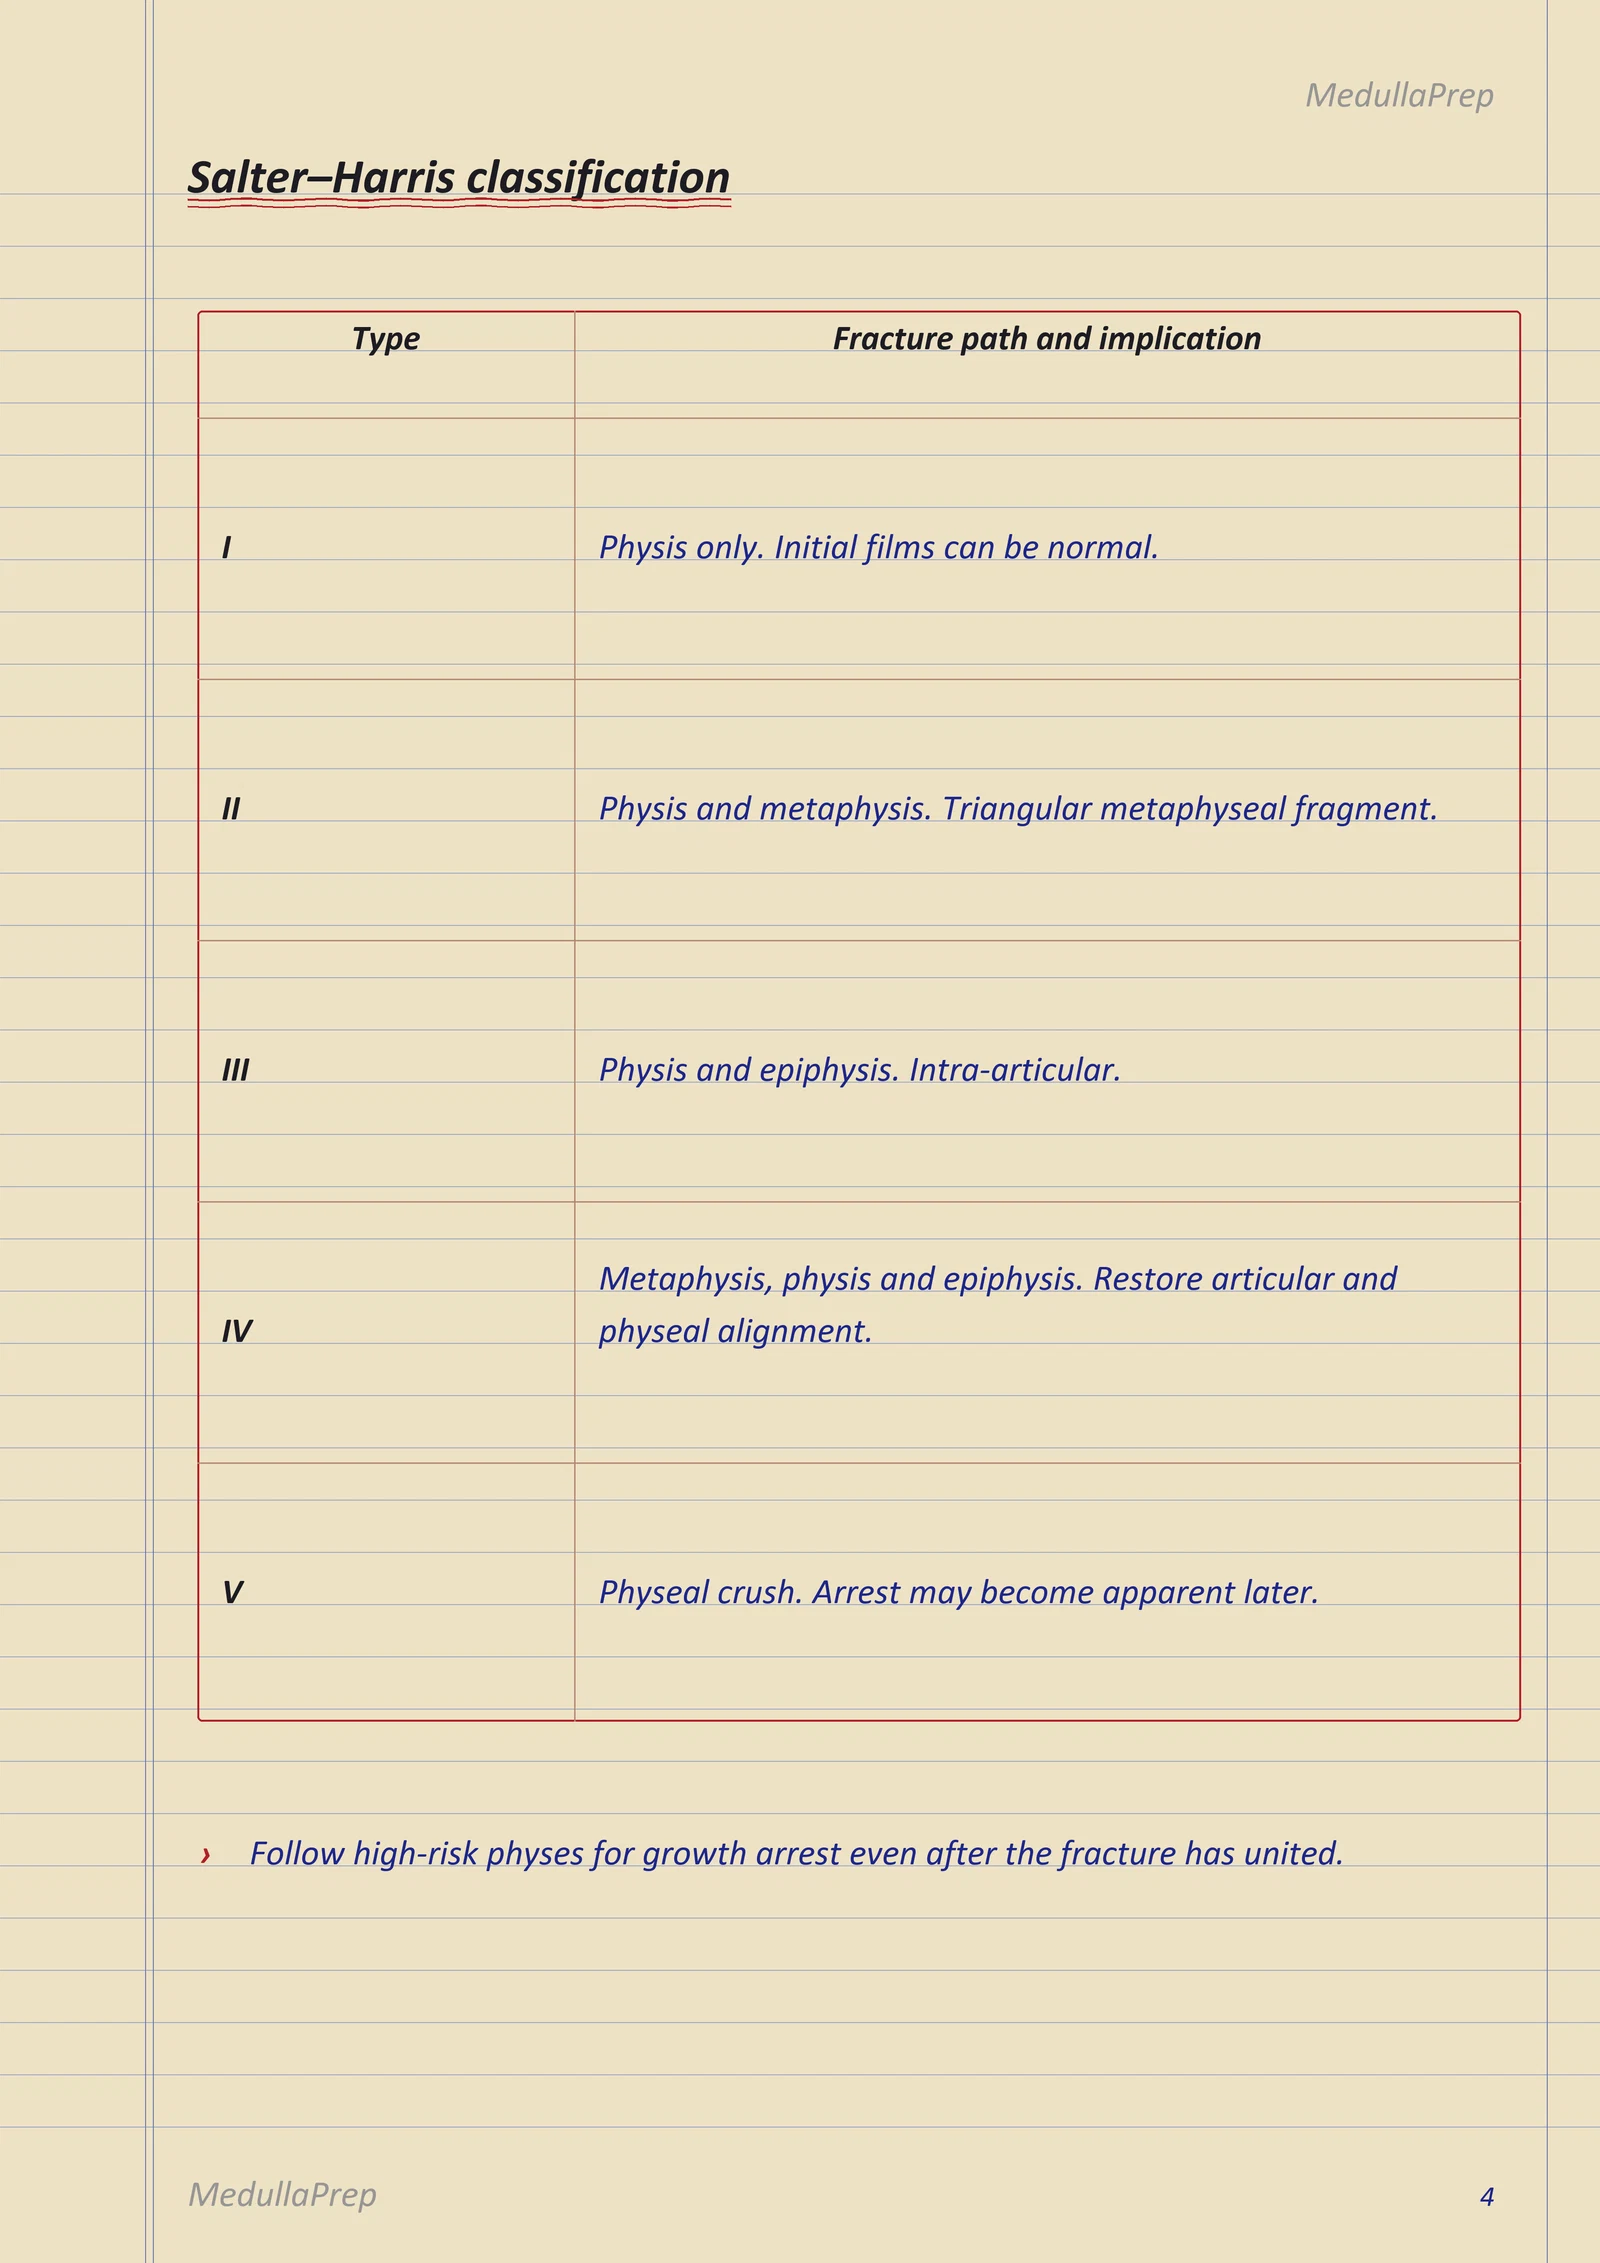 MedullaPrep
Salter–Harris classification
Type
Fracture path and implication
I
Physis only. Initial films can be normal.
II
Physis and metaphysis. Triangular metaphyseal fragment.
III
Physis and epiphysis. Intra-articular.
IV
Metaphysis, physis and epiphysis. Restore articular and
physeal alignment.
V
Physeal crush. Arrest may become apparent later.
› Follow high-risk physes for growth arrest even after the fracture has united.
MedullaPrep
4